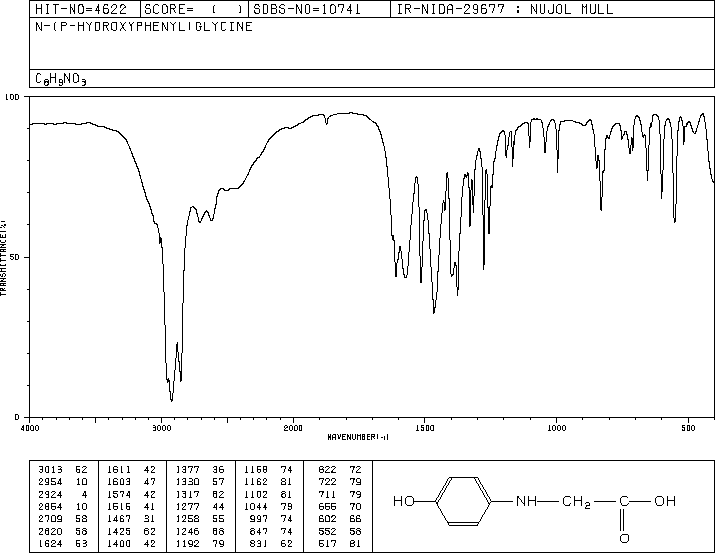 HIT-NO=4622 SCORE= ( ) SDBS-NO=10741 IR-NIDA-29677 : NUJOL MULL
N-(P-HYDROXYPHENYL)GLYCINE
C8H9NO3
100
50
0
TRANSMITTANCE(%)
4000 3000 2000 1500 1000 500
WAVENUMBER(-1)
3013 52 1611 42 1377 36 1168 74 822 72
2954 10 1603 47 1330 57 1162 81 722 79
2924 4 1574 42 1317 62 1102 81 711 79
2854 10 1516 41 1277 44 1044 79 656 70
2709 58 1467 31 1258 55 997 74 602 66
2620 58 1425 62 1246 68 847 74 552 58
1624 53 1400 42 1192 79 831 62 517 81
HO NH CH2 C OH
O